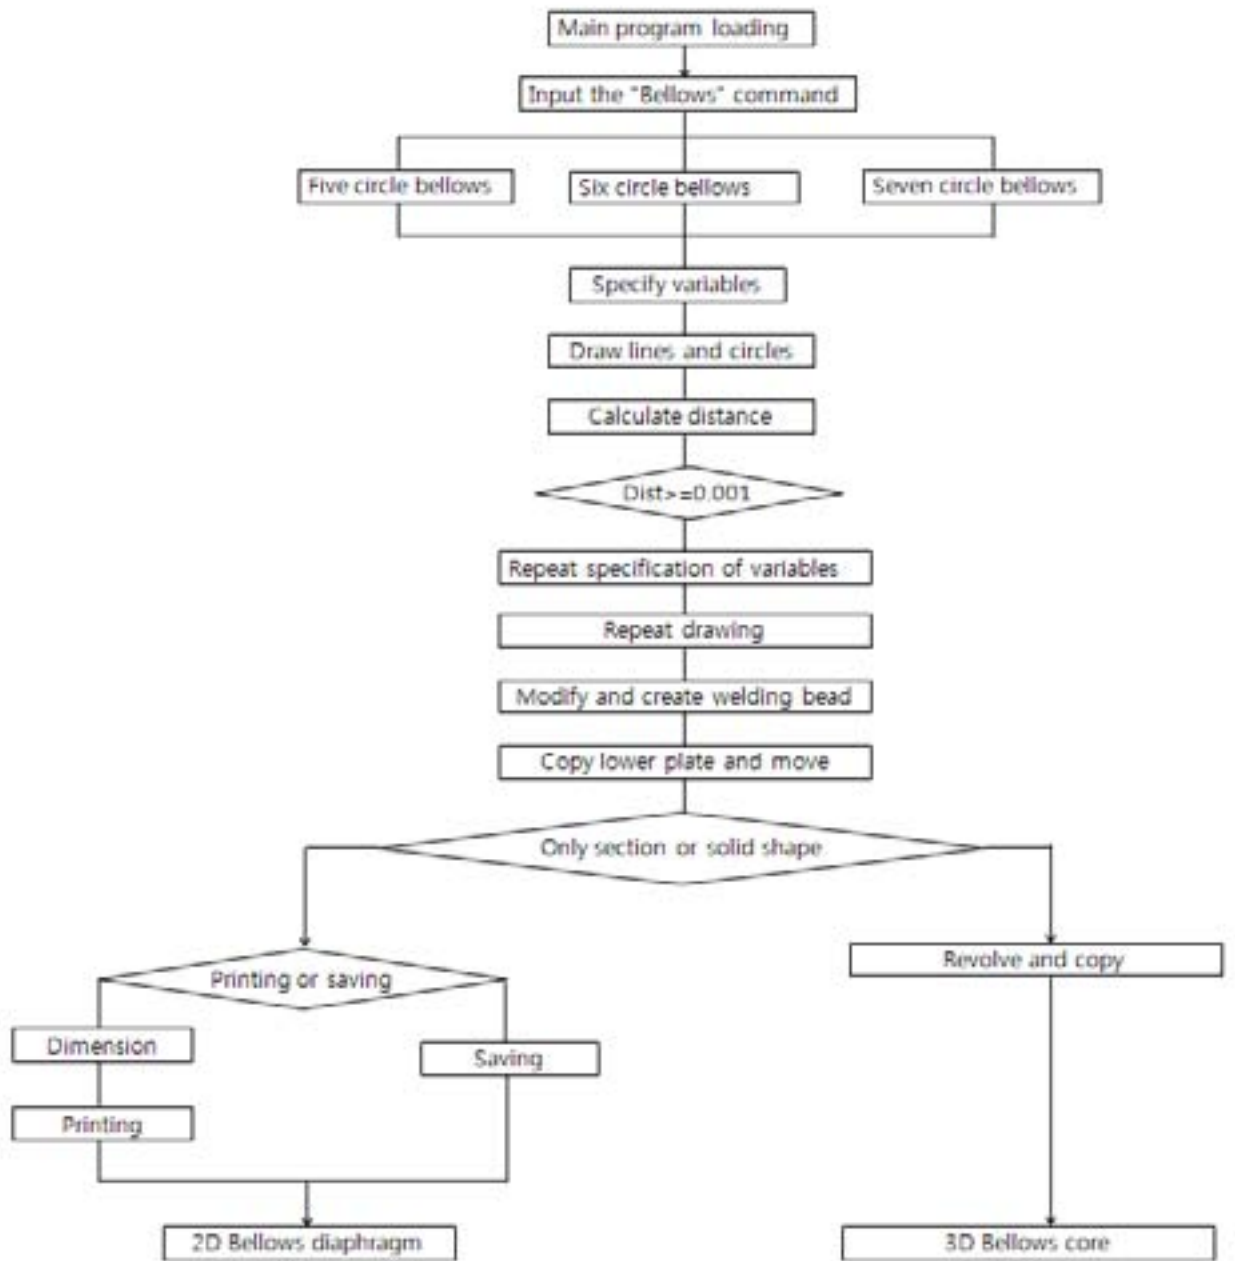 Main program loading
Input the "Bellows" command
Five circle bellows
Six circle bellows
Seven circle bellows
Specify variables
Draw lines and circles
Calculate distance
Dist>=0.001
Repeat specification of variables
Repeat drawing
Modify and create welding bead
Copy lower plate and move
Only section or solid shape
Printing or saving
Revolve and copy
Dimension
Saving
Printing
2D Bellows diaphragm
3D Bellows core